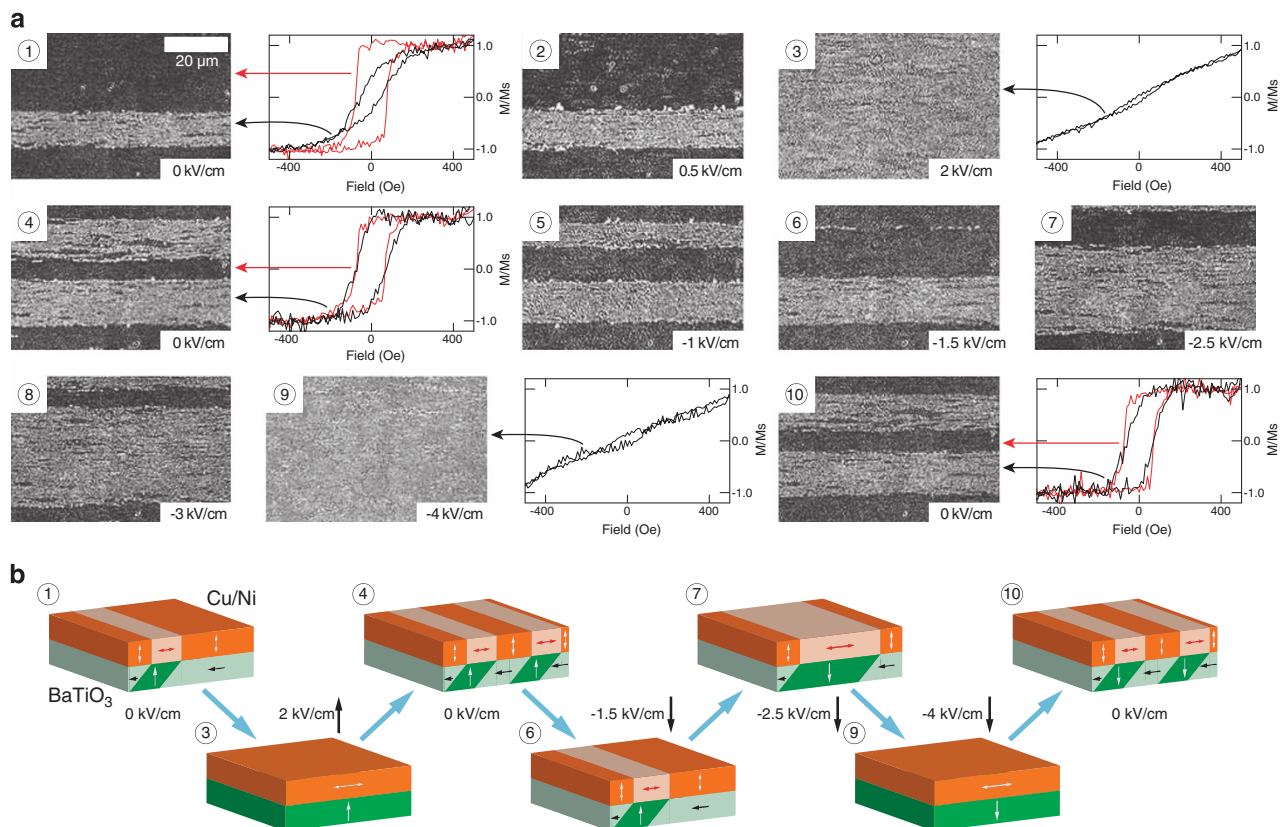 a
1
20 µm
0 kV/cm
1.0
0.0
-1.0
M/Ms
-400
0
400
Field (Oe)
2
0.5 kV/cm
3
2 kV/cm
1.0
0.0
-1.0
M/Ms
-400
0
400
Field (Oe)
4
0 kV/cm
1.0
0.0
-1.0
M/Ms
-400
0
400
Field (Oe)
5
-1 kV/cm
6
-1.5 kV/cm
7
-2.5 kV/cm
8
-3 kV/cm
9
-4 kV/cm
1.0
0.0
-1.0
M/Ms
-400
0
400
Field (Oe)
10
0 kV/cm
1.0
0.0
-1.0
M/Ms
-400
0
400
Field (Oe)
b
1
Cu/Ni
BaTiO₃
0 kV/cm
3
2 kV/cm
4
0 kV/cm
6
-1.5 kV/cm
7
-2.5 kV/cm
9
-4 kV/cm
10
0 kV/cm